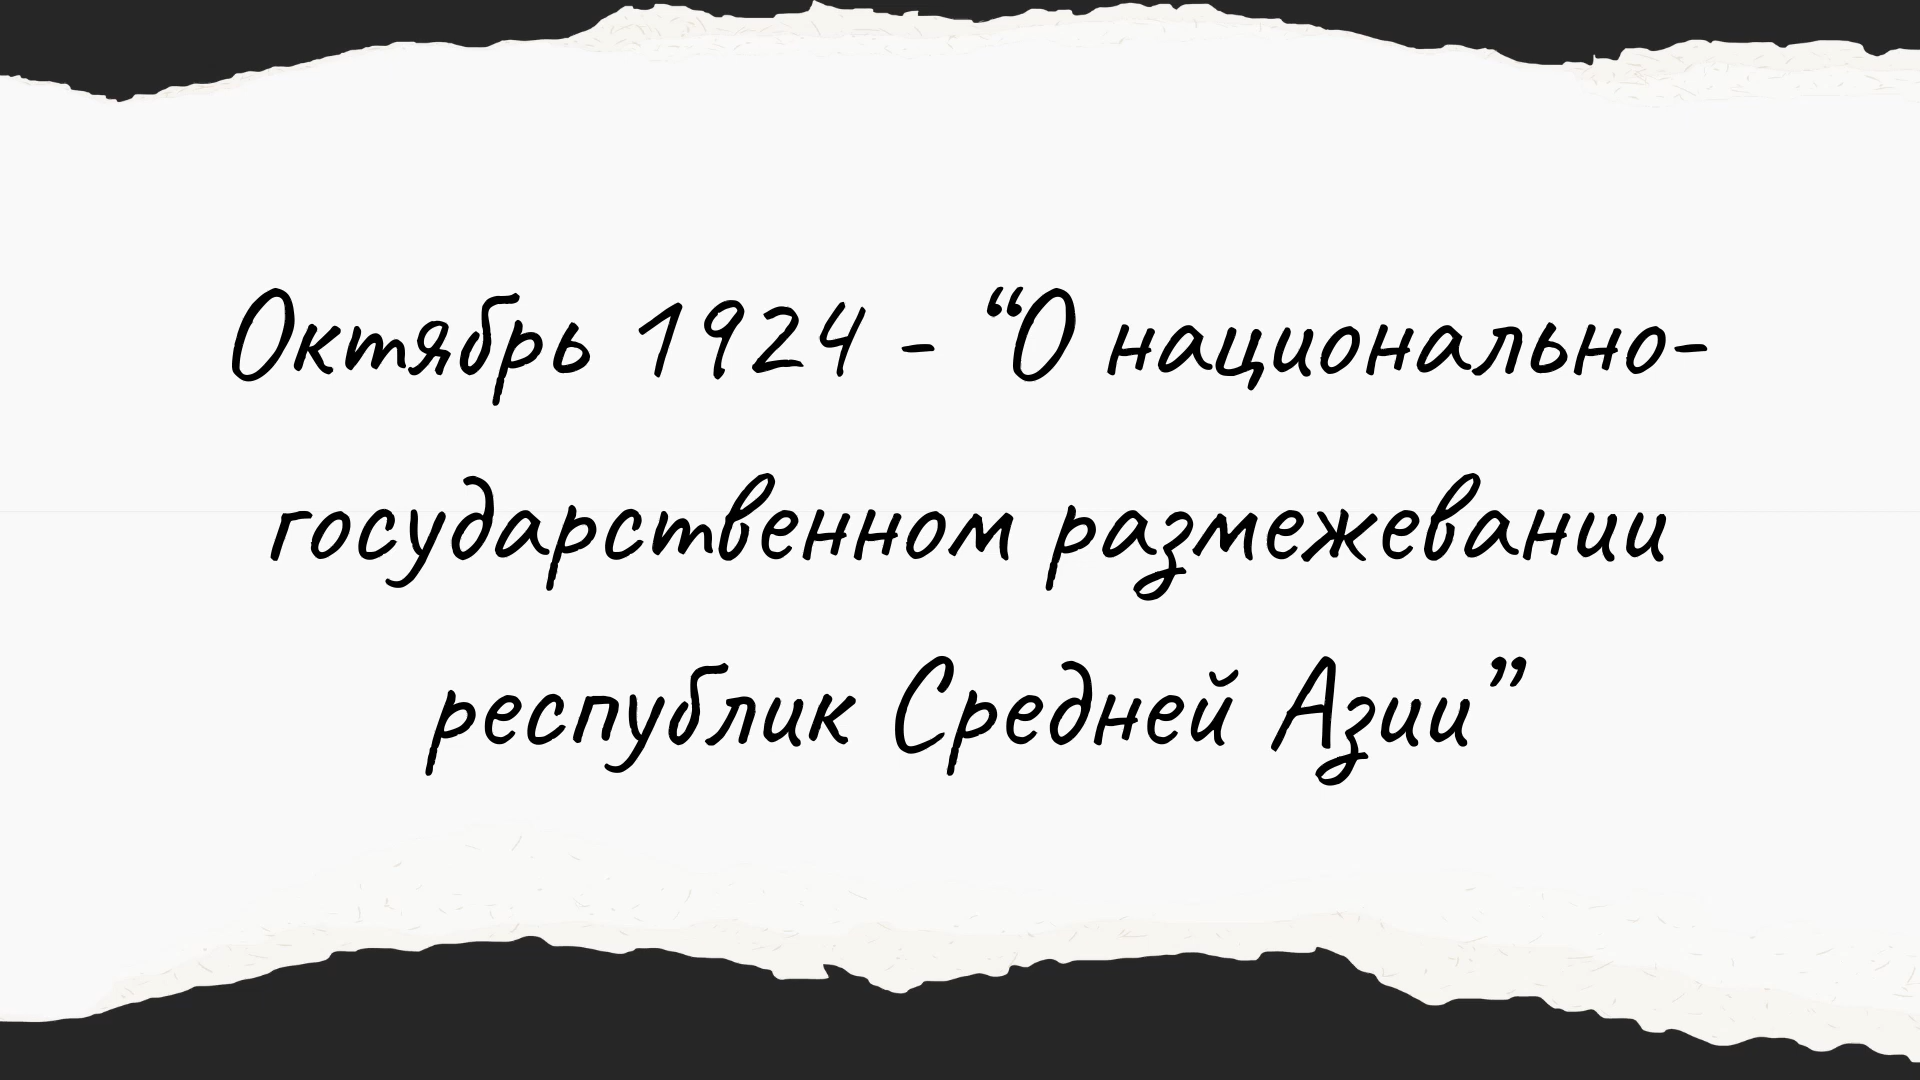 Октябрь 1924 - “О национально-
государственном размежевании
республик Средней Азии”